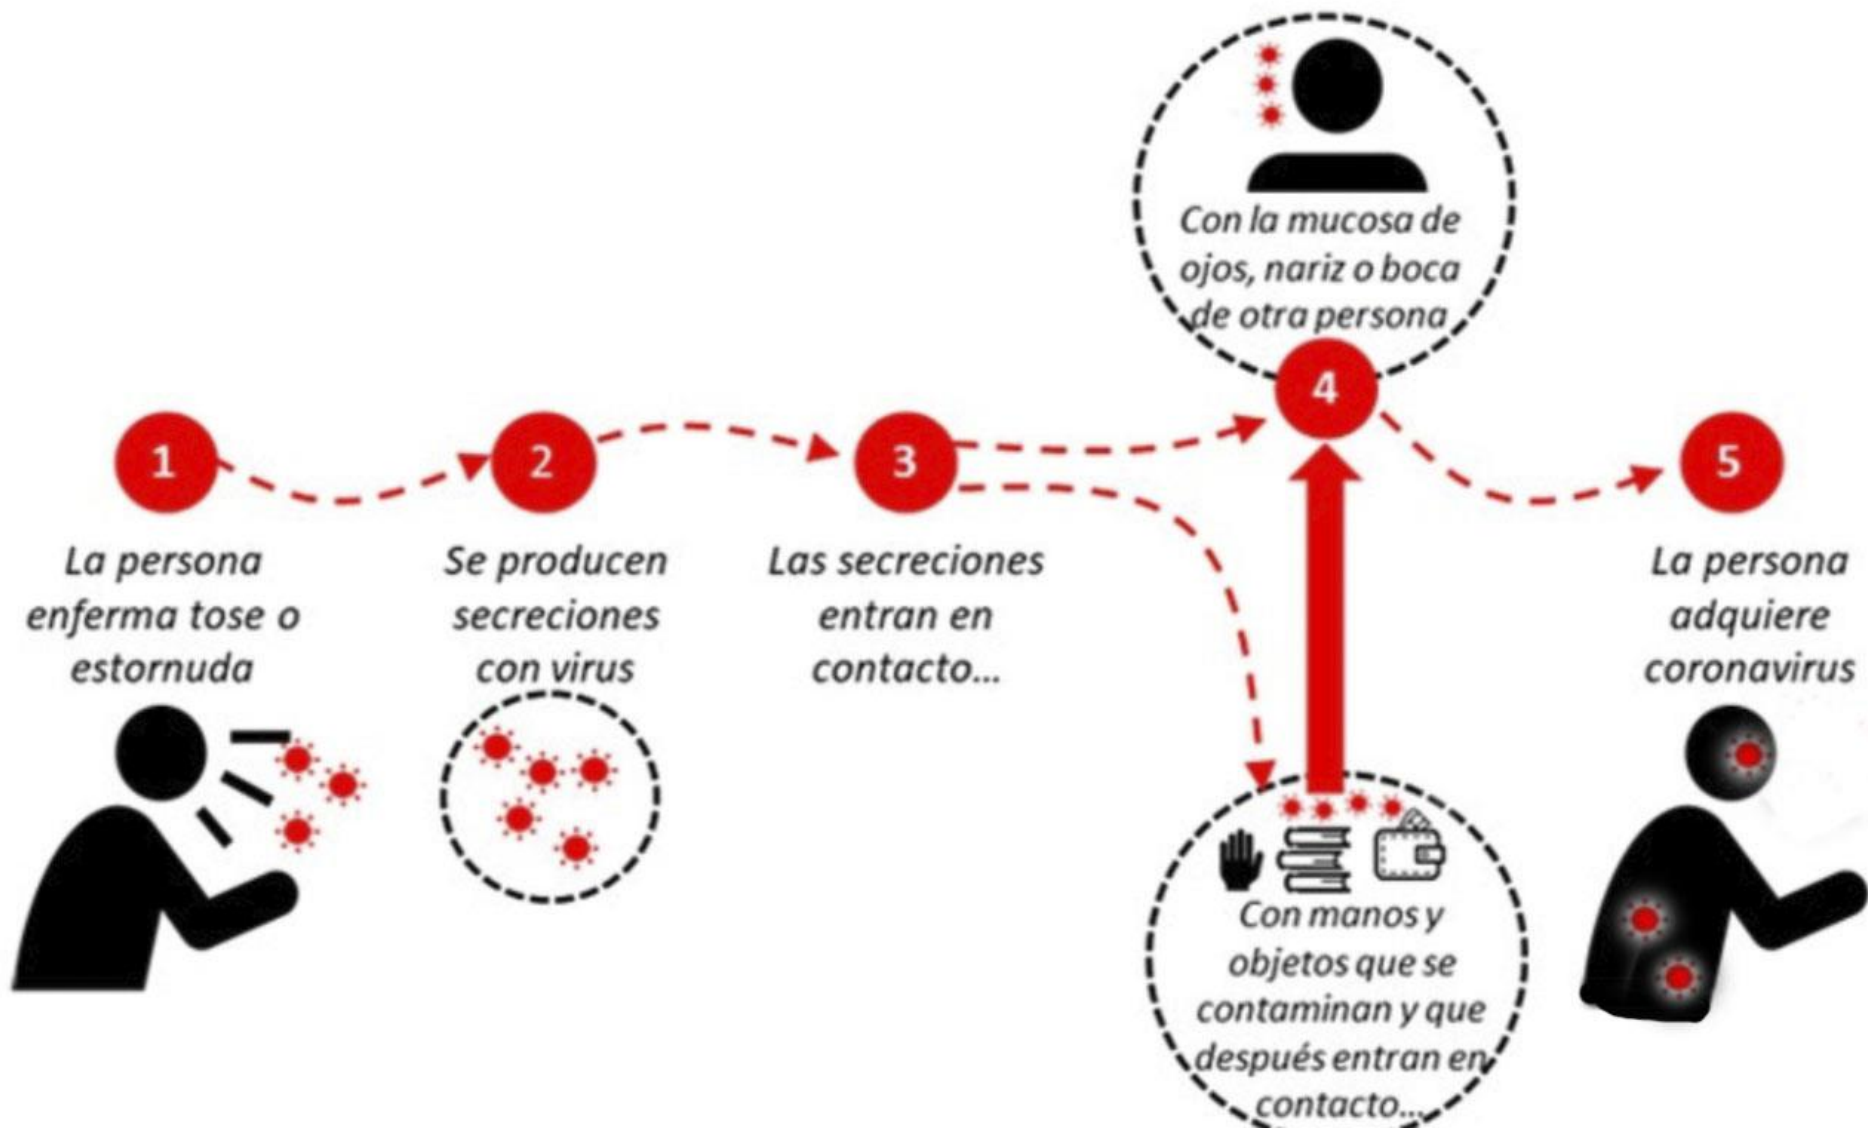 1
La persona
enferma tose o
estornuda
2
Se producen
secreciones
con virus
3
Las secreciones
entran en
contacto...
Con la mucosa de
ojos, nariz o boca
de otra persona
4
Con manos y
objetos que se
contaminan y que
después entran en
contacto...
5
La persona
adquiere
coronavirus